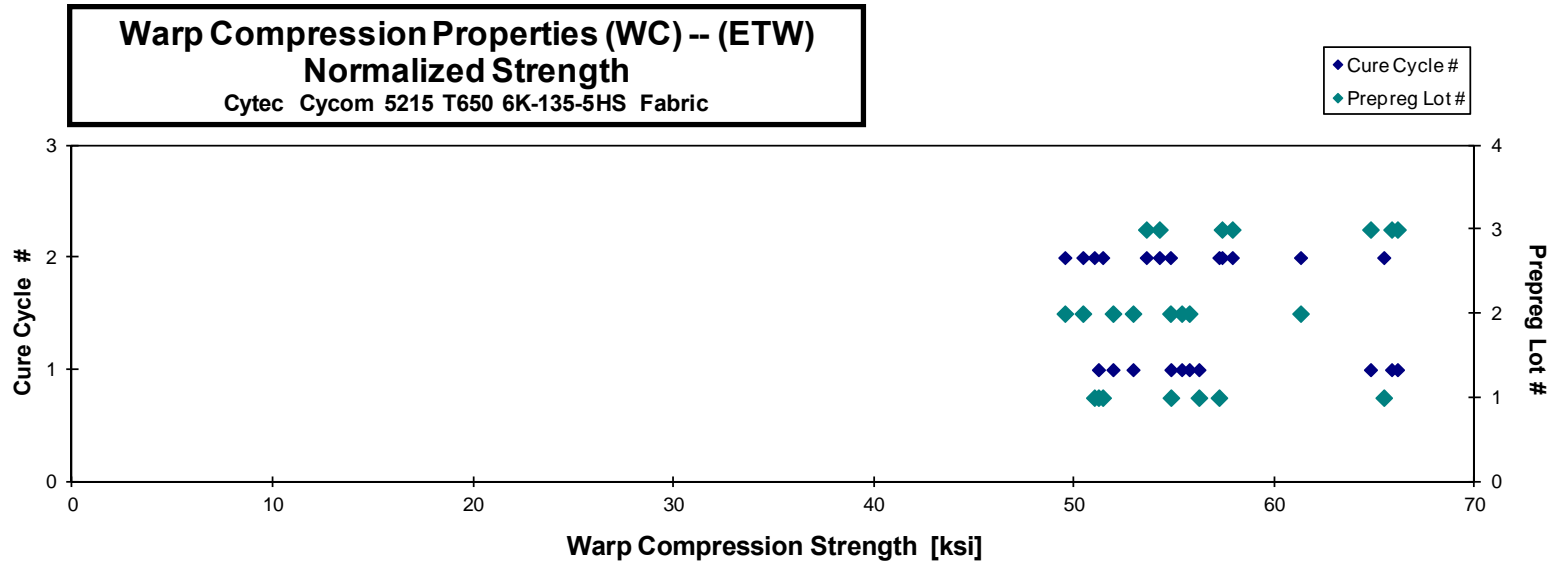 Warp Compression Properties (WC) -- (ETW)
Normalized Strength
Cytec Cycom 5215 T650 6K-135-5HS Fabric
Cure Cycle #
Prepreg Lot #
3
2
1
0
Cure Cycle #
4
3
2
1
0
Prepreg Lot #
0 10 20 30 40 50 60 70
Warp Compression Strength [ksi]